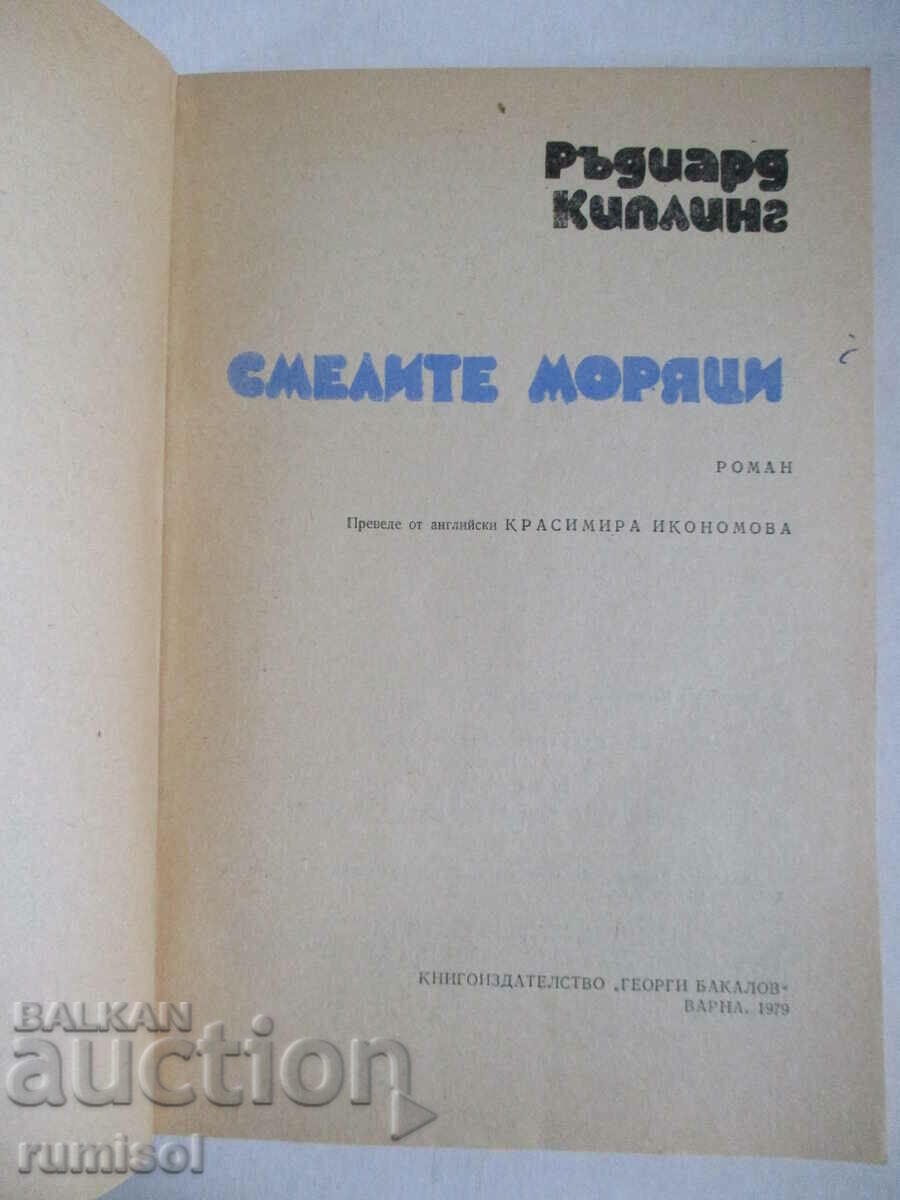 Ръдиард
Киплинг
СМЕЛИТЕ МОРЯЦИ
РОМАН
Преведе от английски КРАСИМИРА ИКОНОМОВА
КНИГОИЗДАТЕЛСТВО „ГЕОРГИ БАКАЛОВ“
ВАРНА, 1979
BALKAN
auction
rumisol